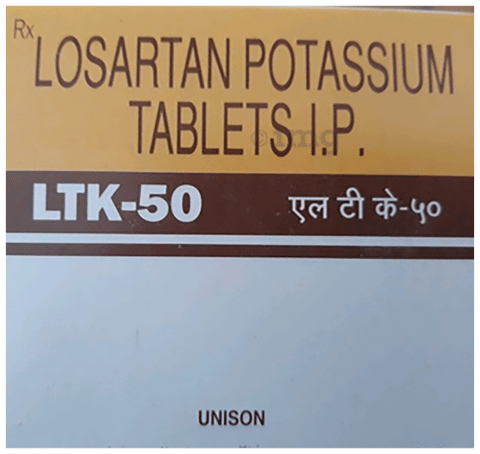 Rx
LOSARTAN POTASSIUM
TABLETS I.P.
LTK-50 एल टी के-५०
UNISON